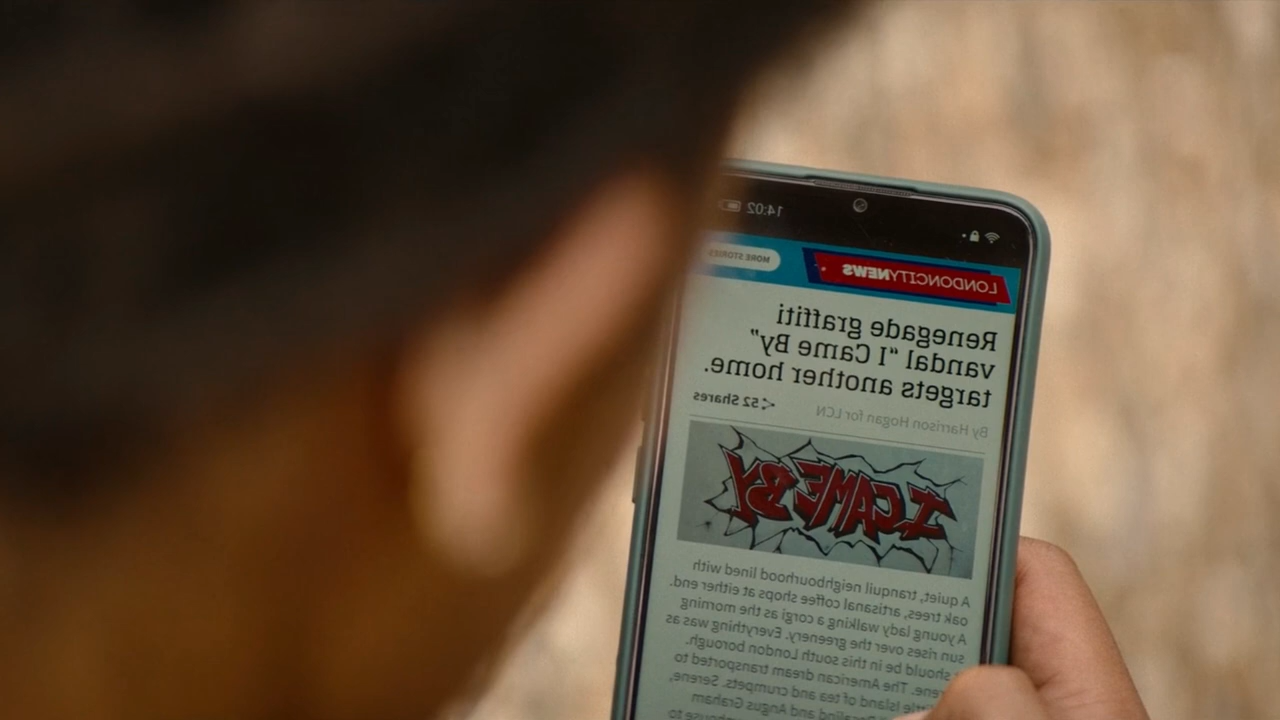 14:02
LONDONCITYNEWS
MORE STORIES
Renegade graffiti
vandal "I Came By"
targets another home.
By Harrison Hogan for LCN
52 Shares
I CAME BY
A quiet, tranquil neighbourhood lined with
oak trees, artisanal coffee shops at either end.
A young lady walking a corgi as the morning
sun rises over the greenery. Everything was as
should be in this south London borough.
The American dream transported
Island of tea and crumpets. Serene,
and Angus and Graham